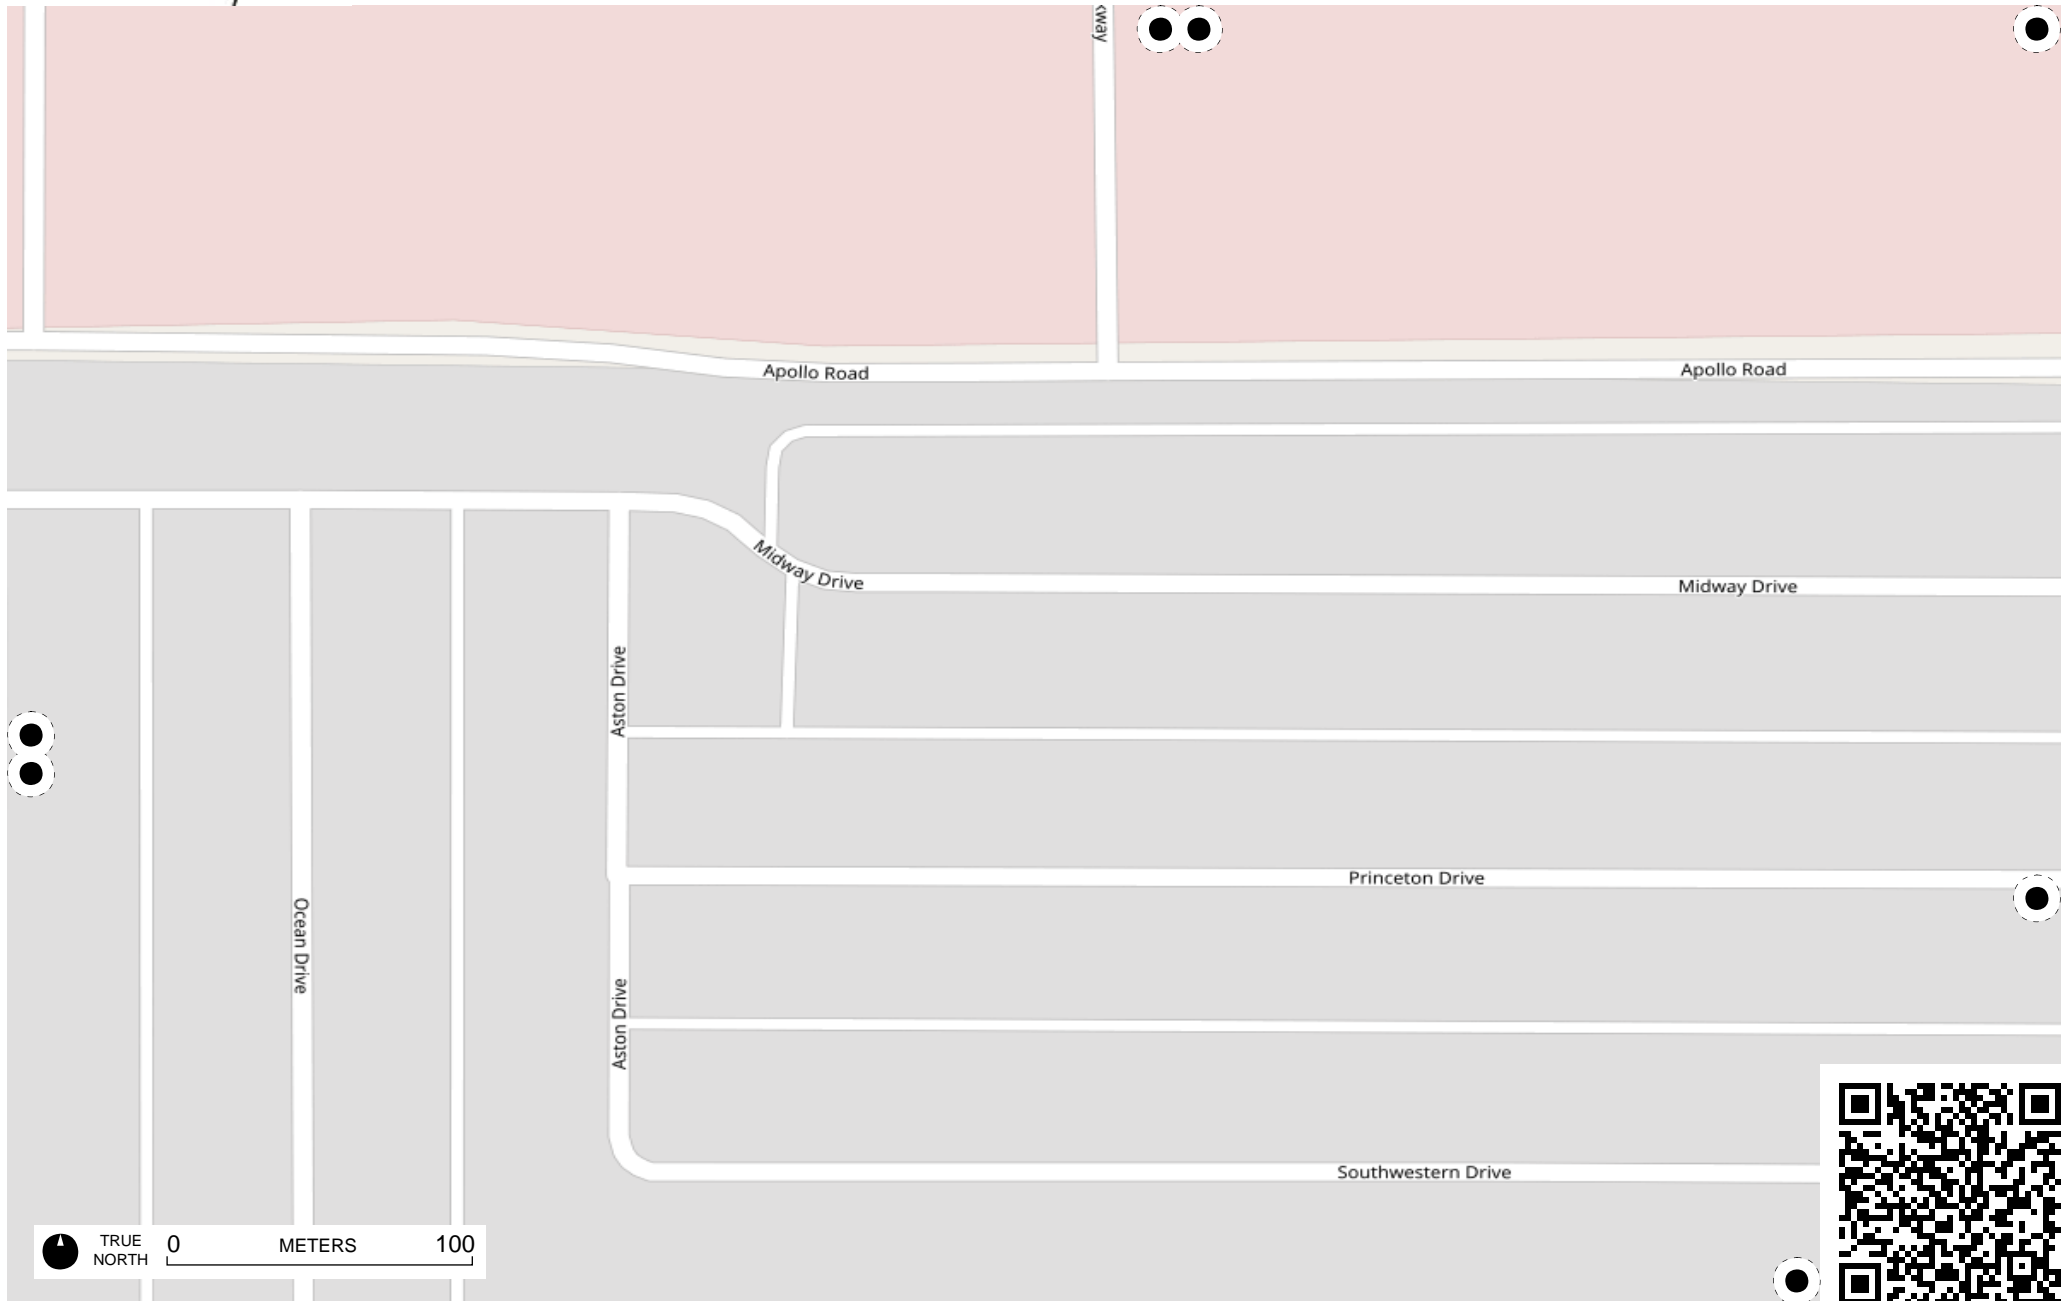 kway
Apollo Road
Apollo Road
Midway Drive
Midway Drive
Aston Drive
Princeton Drive
Ocean Drive
Aston Drive
Southwestern Drive
TRUE
NORTH
0 METERS 100